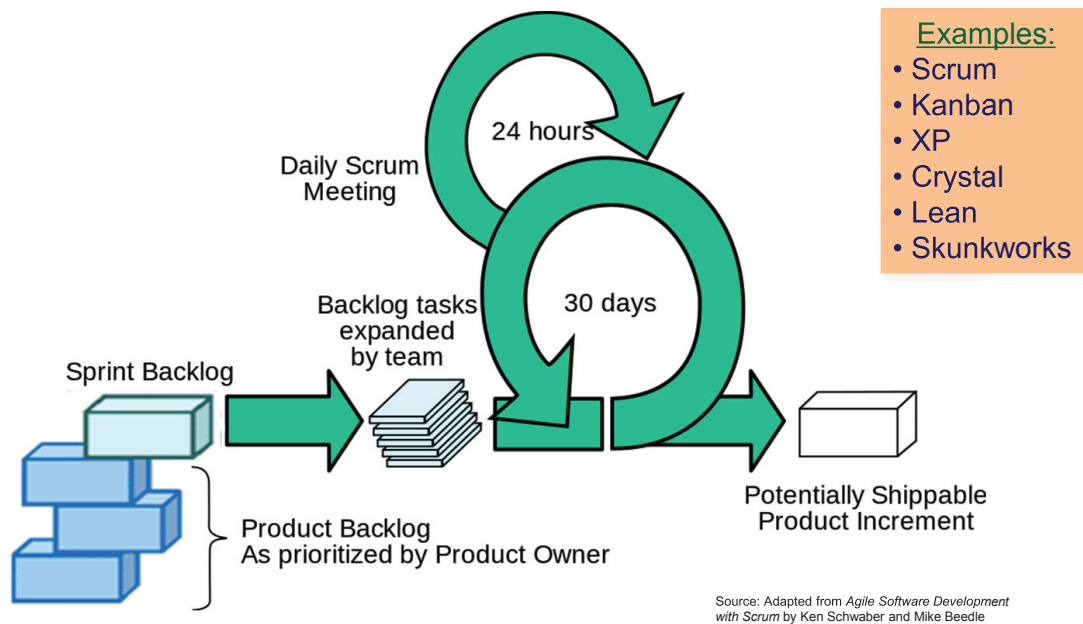 Examples:
• Scrum
• Kanban
• XP
• Crystal
• Lean
• Skunkworks
24 hours
Daily Scrum
Meeting
30 days
Backlog tasks
expanded
by team
Sprint Backlog
Product Backlog
As prioritized by Product Owner
Potentially Shippable
Product Increment
Source: Adapted from Agile Software Development
with Scrum by Ken Schwaber and Mike Beedle